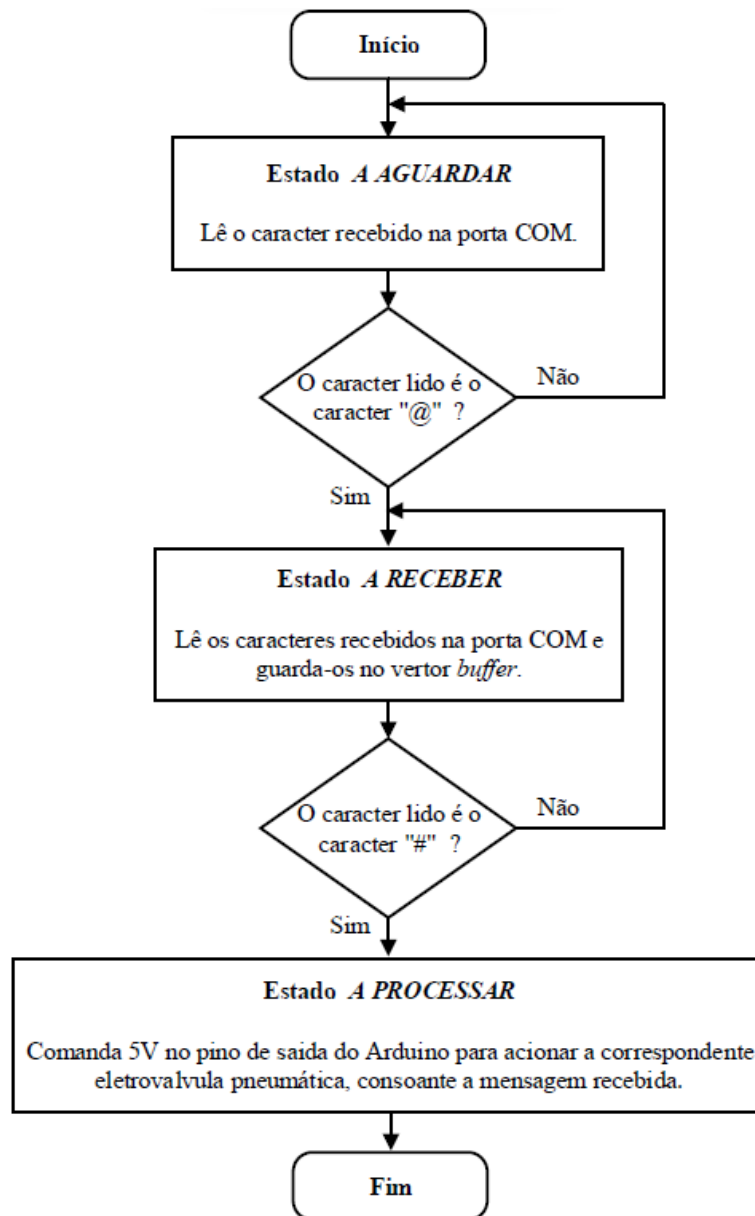 Início
Estado A AGUARDAR
Lê o caracter recebido na porta COM.
O caracter lido é o
caracter "@" ?
Não
Sim
Estado A RECEBER
Lê os caracteres recebidos na porta COM e
guarda-os no vertor buffer.
O caracter lido é o
caracter "#" ?
Não
Sim
Estado A PROCESSAR
Comanda 5V no pino de saida do Arduino para acionar a correspondente
eletrovalvula pneumática, consoante a mensagem recebida.
Fim